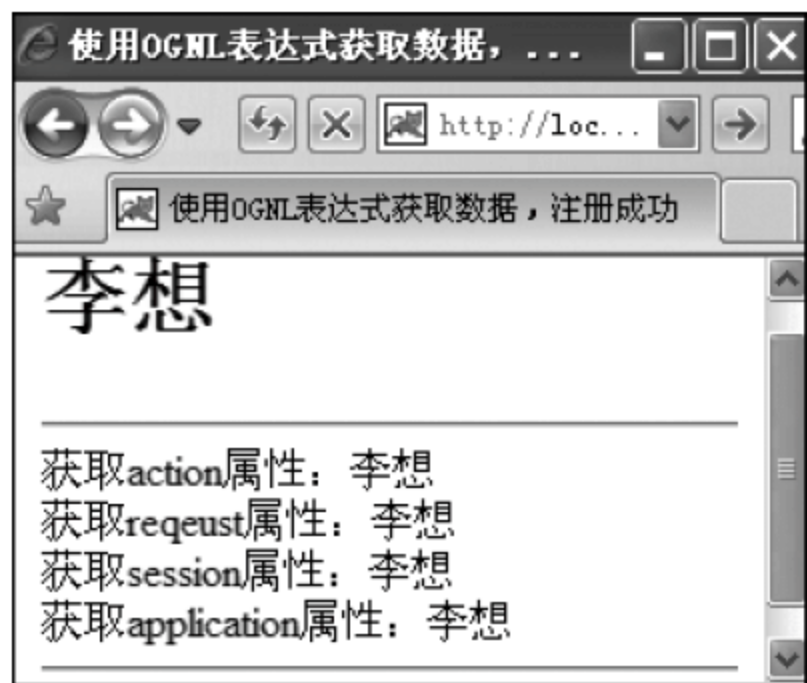 使用OGNL表达式获取数据，...
http://loc...
使用OGNL表达式获取数据，注册成功
李想
获取action属性：李想
获取reqeust属性：李想
获取session属性：李想
获取application属性：李想